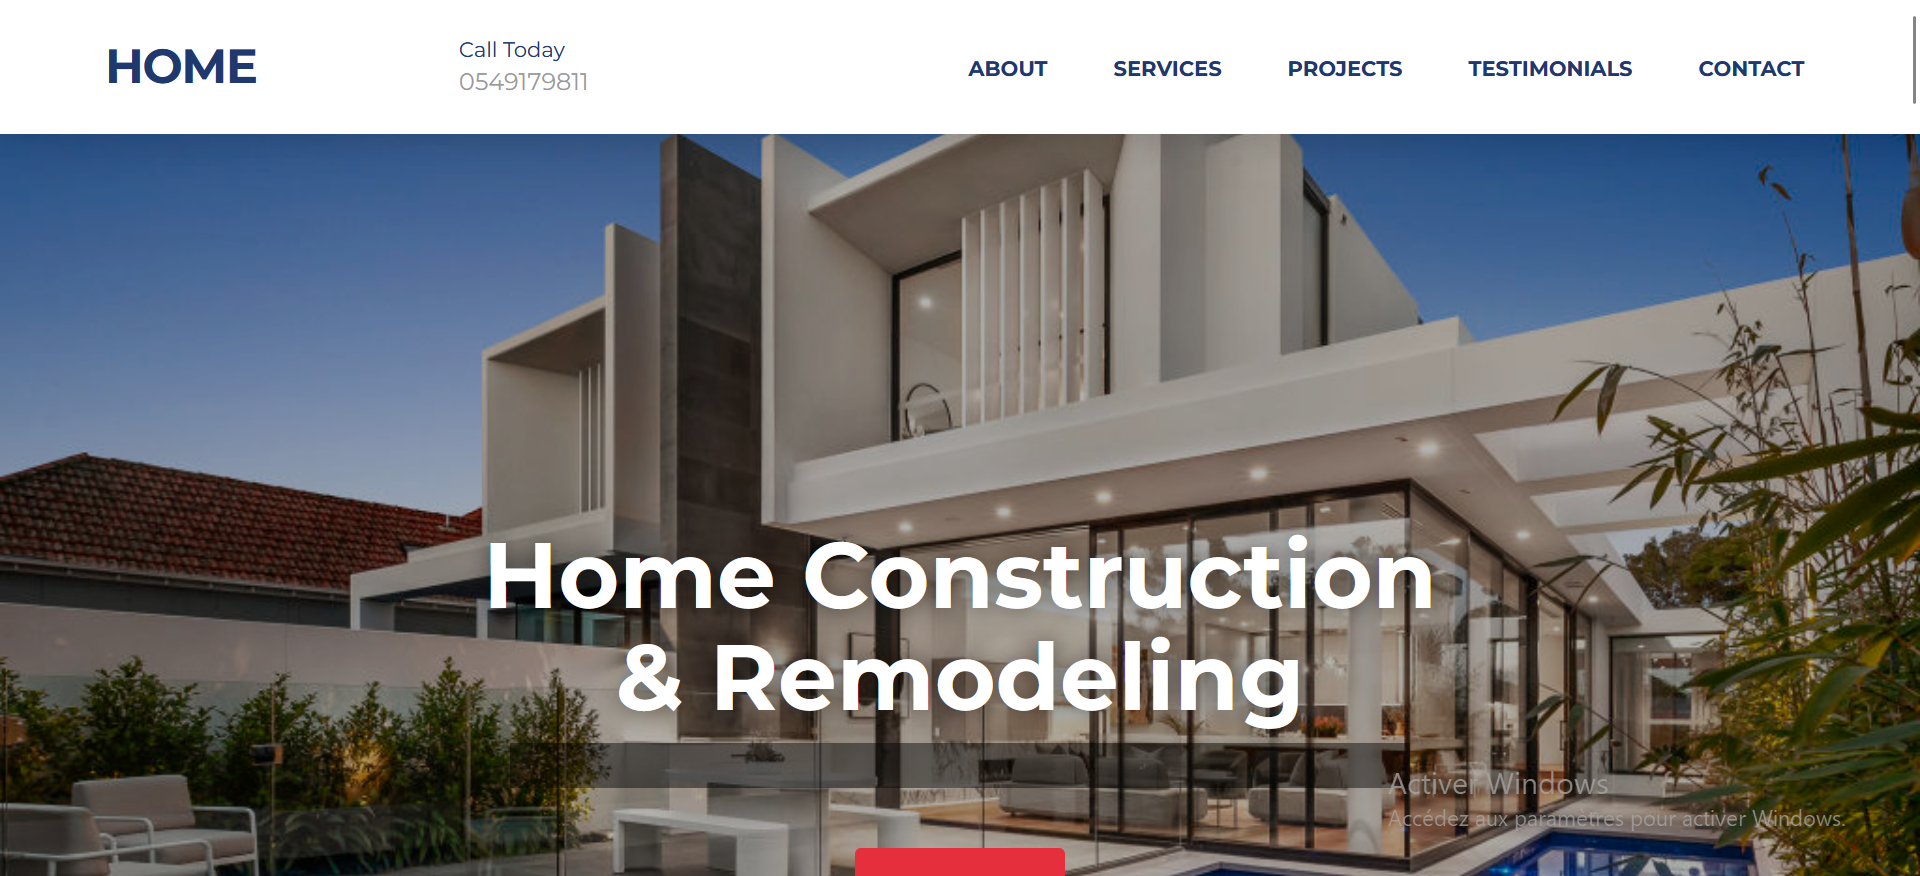 HOME
Call Today
0549179811
ABOUT SERVICES PROJECTS TESTIMONIALS CONTACT
Home Construction
& Remodeling
Activer Windows
Accédez aux paramètres pour activer Windows.